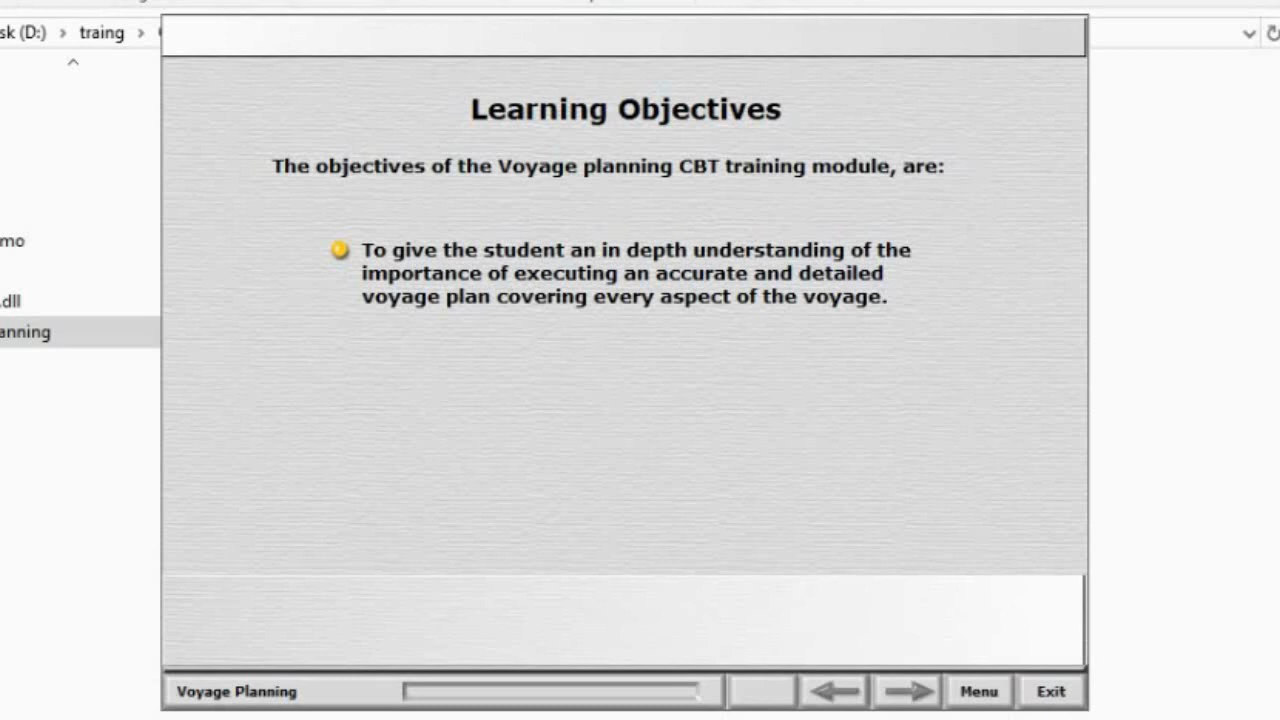 sk (D:) > traing >
Learning Objectives
The objectives of the Voyage planning CBT training module, are:
To give the student an in depth understanding of the
importance of executing an accurate and detailed
voyage plan covering every aspect of the voyage.
mo
.dll
anning
Voyage Planning
Menu
Exit